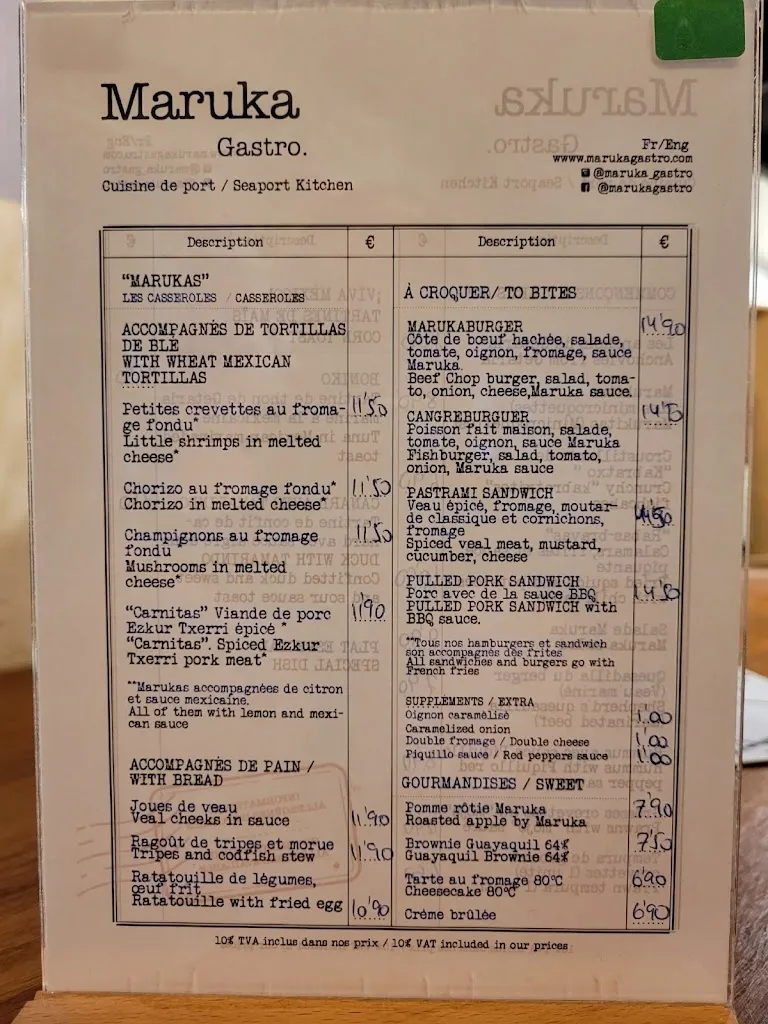 Maruka
Gastro.
Cuisine de port / Seaport Kitchen
Fr/Eng
www.marukagastro.com
@maruka_gastro
@marukagastro
Description €
"MARUKAS"
LES CASSEROLES / CASSEROLES
ACCOMPAGNÉS DE TORTILLAS
DE BLÉ
WITH WHEAT MEXICAN
TORTILLAS
Petites crevettes au froma- 11'50
ge fondu*
Little shrimps in melted
cheese*
Chorizo au fromage fondu* 11'50
Chorizo in melted cheese*
Champignons au fromage 11'50
fondu *
Mushrooms in melted
cheese*
"Carnitas" Viande de porc 11'90
Ezkur Txerri épicé *
"Carnitas". Spiced Ezkur
Txerri pork meat*
**Marukas accompagnées de citron
et sauce mexicaine.
All of them with lemon and mexi-
can sauce
ACCOMPAGNÉS DE PAIN /
WITH BREAD
Joues de veau
Veal cheeks in sauce 11'90
Ragoût de tripes et morue
Tripes and codfish stew 11'90
Ratatouille de légumes,
œuf frit
Ratatouille with fried egg 10'90
Description €
À CROQUER/ TO BITES
MARUKABURGER 14'90
Côte de bœuf hachée, salade,
tomate, oignon, fromage, sauce
Maruka.
Beef Chop burger, salad, toma-
to, onion, cheese,Maruka sauce.
CANGREBURGUER 14'50
Poisson fait maison, salade,
tomate, oignon, sauce Maruka
Fishburger, salad, tomato,
onion, Maruka sauce
PASTRAMI SANDWICH
Veau épicé, fromage, moutar-
de classique et cornichons, 14'50
fromage
Spiced veal meat, mustard,
cucumber, cheese
PULLED PORK SANDWICH
Porc avec de la sauce BBQ 14'50
PULLED PORK SANDWICH with
BBQ sauce.
**Tous nos hamburgers et sandwich
son accompagnés des frites
All sandwiches and burgers go with
French fries
SUPPLÉMENTS / EXTRA
Oignon caramélisé 1'00
Caramelized onion
Double fromage / Double cheese 1'00
Piquillo sauce / Red peppers sauce 1'00
GOURMANDISES / SWEET
Pomme rôtie Maruka 7'90
Roasted apple by Maruka
Brownie Guayaquil 64% 7'50
Guayaquil Brownie 64%
Tarte au fromage 80ºC 6'90
Cheesecake 80ºC
Crème brûlée 6'90
10% TVA inclus dans nos prix / 10% VAT included in our prices